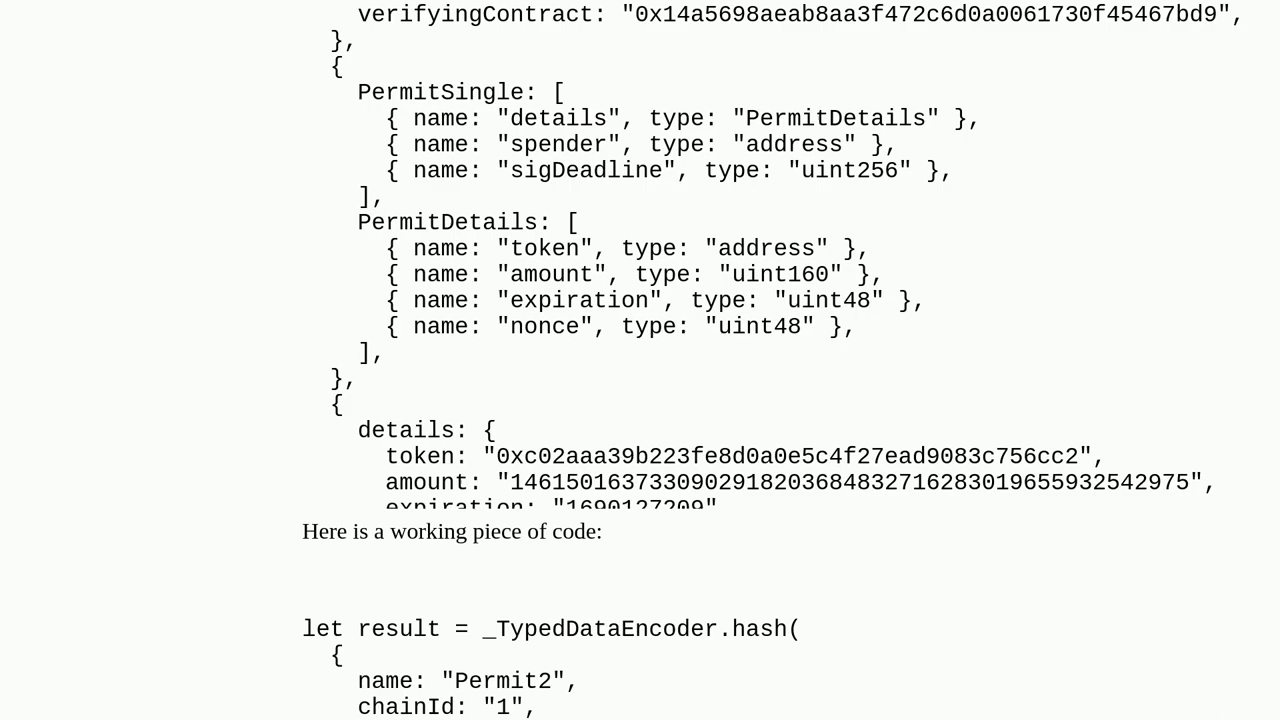 verifyingContract: "0x14a5698aeab8aa3f472c6d0a0061730f45467bd9",
},
{
PermitSingle: [
{ name: "details", type: "PermitDetails" },
{ name: "spender", type: "address" },
{ name: "sigDeadline", type: "uint256" },
],
PermitDetails: [
{ name: "token", type: "address" },
{ name: "amount", type: "uint160" },
{ name: "expiration", type: "uint48" },
{ name: "nonce", type: "uint48" },
],
},
{
details: {
token: "0xc02aaa39b223fe8d0a0e5c4f27ead9083c756cc2",
amount: "1461501637330902918203684832716283019655932542975",
expiration: "1690127209"
Here is a working piece of code:
let result = _TypedDataEncoder.hash(
{
name: "Permit2",
chainId: "1",